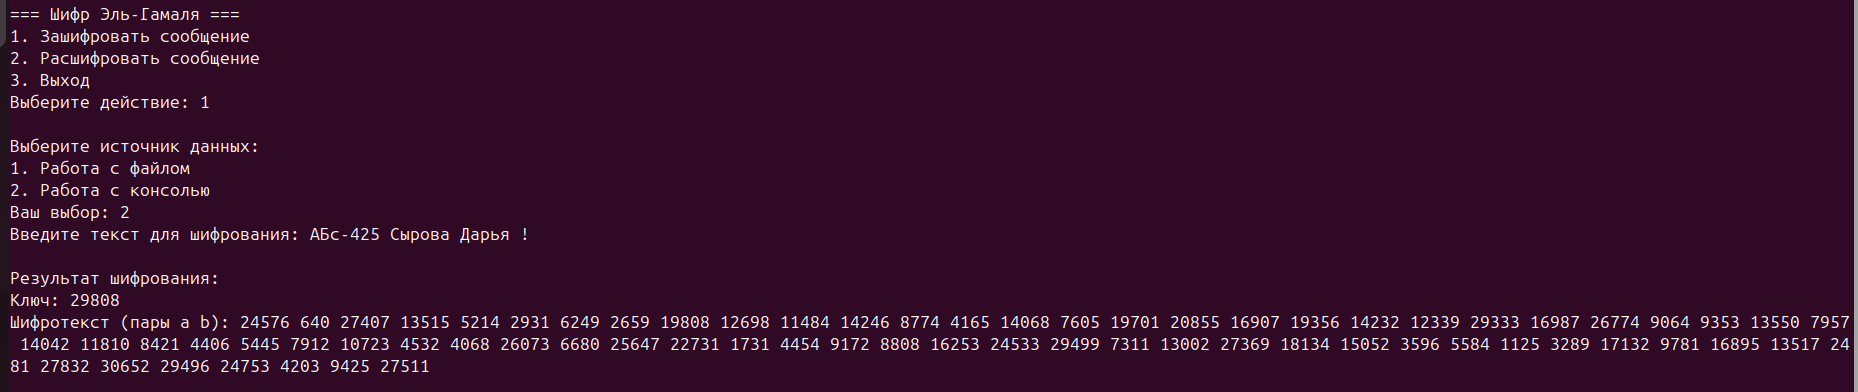 === Шифр Эль-Гамаля ===
1. Зашифровать сообщение
2. Расшифровать сообщение
3. Выход
Выберите действие: 1
Выберите источник данных:
1. Работа с файлом
2. Работа с консолью
Ваш выбор: 2
Введите текст для шифрования: АБс-425 Сырова Дарья !
Результат шифрования:
Ключ: 29808
Шифротекст (пары a b): 24576 640 27407 13515 5214 2931 6249 2659 19808 12698 11484 14246 8774 4165 14068 7605 19701 20855 16907 19356 14232 12339 29333 16987 26774 9064 9353 13550 7957
14042 11810 8421 4406 5445 7912 10723 4532 4068 26073 6680 25647 22731 1731 4454 9172 8808 16253 24533 29499 7311 13002 27369 18134 15052 3596 5584 1125 3289 17132 9781 16895 13517 24
81 27832 30652 29496 24753 4203 9425 27511